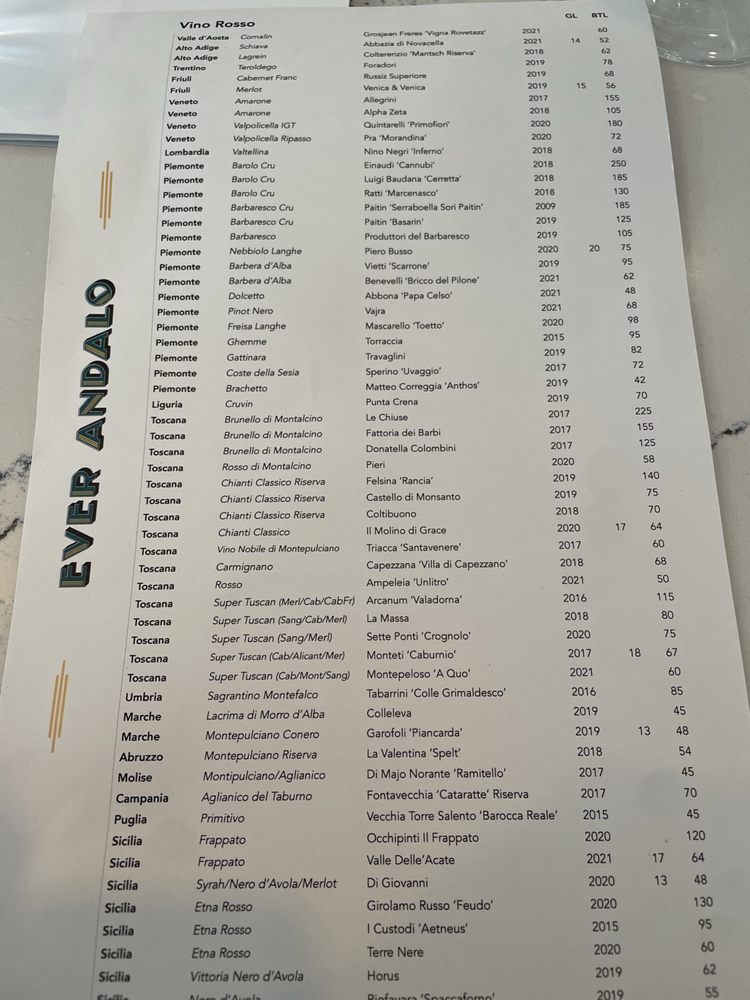 Vino Rosso GL BTL
Valle d'Aosta Cornalin Grosjean Freres 'Vigna Rovetazz' 2021 60
Alto Adige Schiava Abbazia di Novacella 2021 14 52
Alto Adige Lagrein Colterenzio 'Mantsch Riserva' 2018 62
Trentino Teroldego Foradori 2019 78
Friuli Cabernet Franc Russiz Superiore 2019 68
Friuli Merlot Venica & Venica 2019 15 56
Veneto Amarone Allegrini 2017 155
Veneto Amarone Alpha Zeta 2018 105
Veneto Valpolicella IGT Quintarelli 'Primofiori' 2020 180
Veneto Valpolicella Ripasso Pra 'Morandina' 2020 72
Lombardia Valtellina Nino Negri 'Inferno' 2018 68
Piemonte Barolo Cru Einaudi 'Cannubi' 2018 250
Piemonte Barolo Cru Luigi Baudana 'Cerretta' 2018 185
Piemonte Barolo Cru Ratti 'Marcenasco' 2018 130
Piemonte Barbaresco Cru Paitin 'Serraboella Sori Paitin' 2009 185
Piemonte Barbaresco Cru Paitin 'Basarin' 2019 125
Piemonte Barbaresco Produttori del Barbaresco 2019 105
Piemonte Nebbiolo Langhe Piero Busso 2020 20 75
Piemonte Barbera d'Alba Vietti 'Scarrone' 2019 95
Piemonte Barbera d'Alba Benevelli 'Bricco del Pilone' 2021 62
Piemonte Dolcetto Abbona 'Papa Celso' 2021 48
Piemonte Pinot Nero Vajra 2021 68
Piemonte Freisa Langhe Mascarello 'Toetto' 2020 98
Piemonte Ghemme Torraccia 2015 95
Piemonte Gattinara Travaglini 2019 82
Piemonte Coste della Sesia Sperino 'Uvaggio' 2017 72
Piemonte Brachetto Matteo Correggia 'Anthos' 2019 42
Liguria Cruvin Punta Crena 2019 70
Toscana Brunello di Montalcino Le Chiuse 2017 225
Toscana Brunello di Montalcino Fattoria dei Barbi 2017 155
Toscana Brunello di Montalcino Donatella Colombini 2017 125
Toscana Rosso di Montalcino Pieri 2020 58
Toscana Chianti Classico Riserva Felsina 'Rancia' 2019 140
Toscana Chianti Classico Riserva Castello di Monsanto 2019 75
Toscana Chianti Classico Riserva Coltibuono 2018 70
Toscana Chianti Classico Il Molino di Grace 2020 17 64
Toscana Vino Nobile di Montepulciano Triacca 'Santavenere' 2017 60
Toscana Carmignano Capezzana 'Villa di Capezzano' 2018 68
Toscana Rosso Ampeleia 'Unlitro' 2021 50
Toscana Super Tuscan (Merl/Cab/CabFr) Arcanum 'Valadorna' 2016 115
Toscana Super Tuscan (Sang/Cab/Merl) La Massa 2018 80
Toscana Super Tuscan (Sang/Merl) Sette Ponti 'Crognolo' 2020 75
Toscana Super Tuscan (Cab/Alicant/Mer) Monteti 'Caburnio' 2017 18 67
Toscana Super Tuscan (Cab/Mont/Sang) Montepeloso 'A Quo' 2021 60
Umbria Sagrantino Montefalco Tabarrini 'Colle Grimaldesco' 2016 85
Marche Lacrima di Morro d'Alba Colleleva 2019 45
Marche Montepulciano Conero Garofoli 'Piancarda' 2019 13 48
Abruzzo Montepulciano Riserva La Valentina 'Spelt' 2018 54
Molise Montipulciano/Aglianico Di Majo Norante 'Ramitello' 2017 45
Campania Aglianico del Taburno Fontavecchia 'Cataratte' Riserva 2017 70
Puglia Primitivo Vecchia Torre Salento 'Barocca Reale' 2015 45
Sicilia Frappato Occhipinti Il Frappato 2020 120
Sicilia Frappato Valle Delle'Acate 2021 17 64
Sicilia Syrah/Nero d'Avola/Merlot Di Giovanni 2020 13 48
Sicilia Etna Rosso Girolamo Russo 'Feudo' 2020 130
Sicilia Etna Rosso I Custodi 'Aetneus' 2015 95
Sicilia Etna Rosso Terre Nere 2020 60
Sicilia Vittoria Nero d'Avola Horus 2019 62
Sicilia Nero d'Avola Riofavara 'Spaccaforno' 2019 55
EVER ANDALO